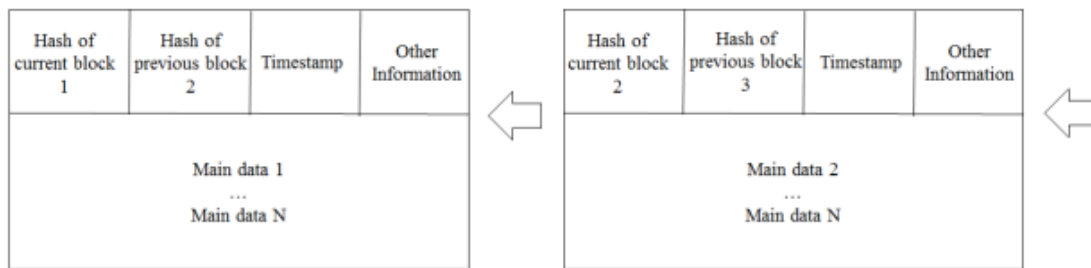 Hash of
current block
1
Hash of
previous block
2
Timestamp
Other
Information
Main data 1
...
Main data N
Hash of
current block
2
Hash of
previous block
3
Timestamp
Other
Information
Main data 2
...
Main data N